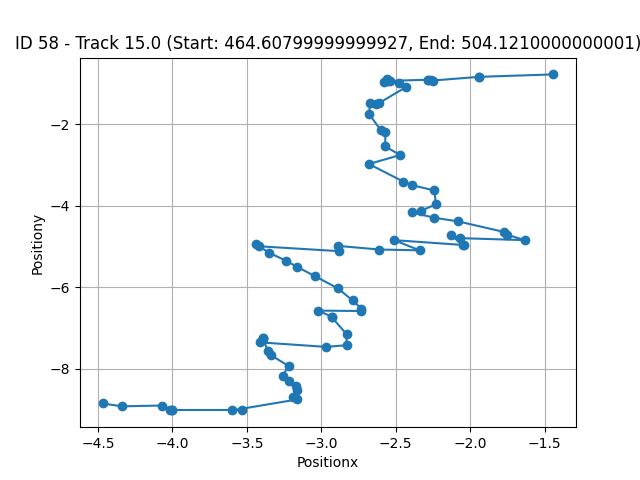 ID 58 - Track 15.0 (Start: 464.60799999999927, End: 504.1210000000001)
Positiony
−2
−4
−6
−8
−4.5 −4.0 −3.5 −3.0 −2.5 −2.0 −1.5
Positionx